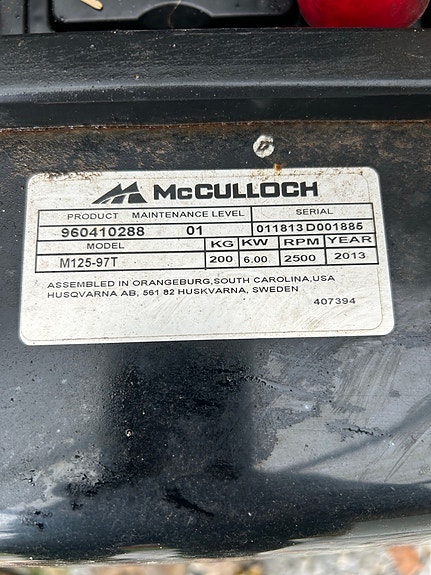 McCULLOCH
PRODUCT MAINTENANCE LEVEL SERIAL
960410288 01 011813D001885
MODEL KG KW RPM YEAR
M125-97T 200 6.00 2500 2013
ASSEMBLED IN ORANGEBURG,SOUTH CAROLINA,USA
HUSQVARNA AB, 561 82 HUSKVARNA, SWEDEN
407394